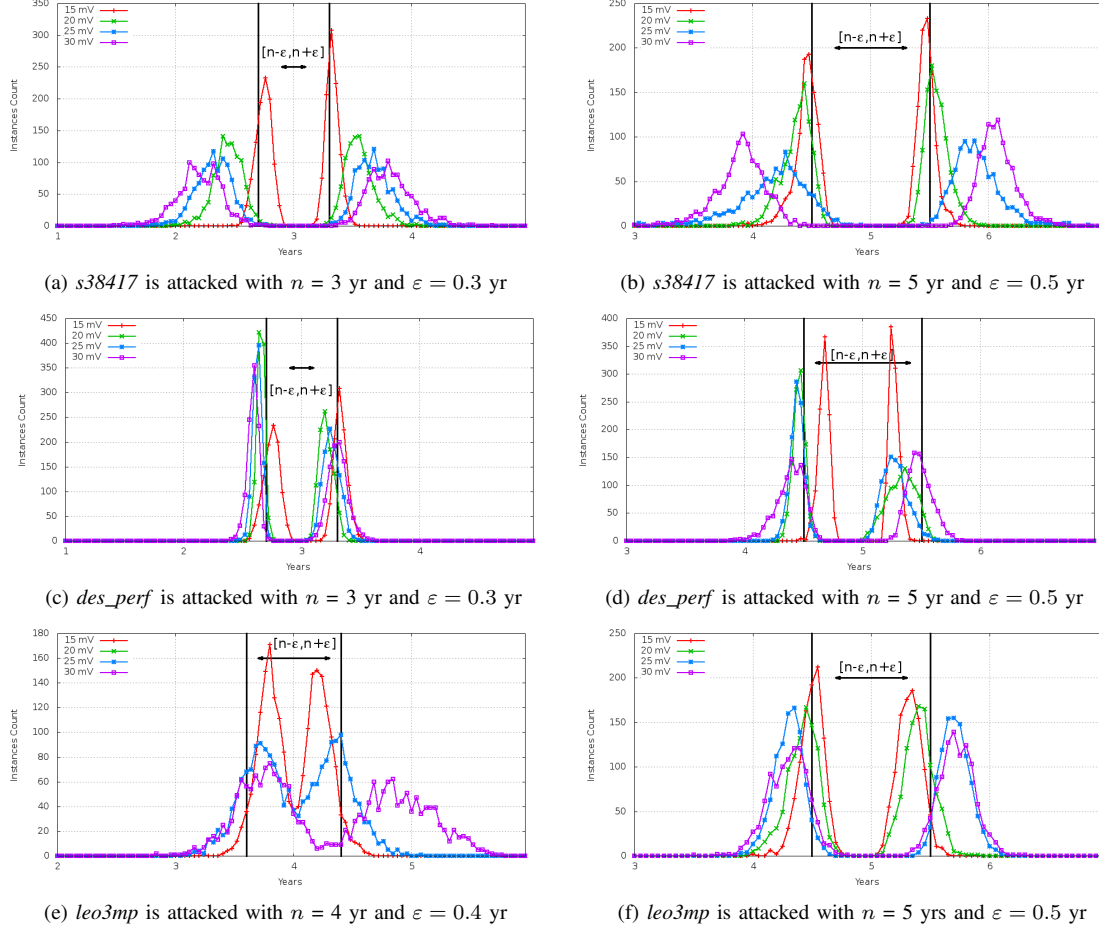 350
300
250
200
150
100
50
0
Instances Count
15 mV
20 mV
25 mV
30 mV
[n-ε,n+ε]
1 2 3 4
Years
(a) s38417 is attacked with n = 3 yr and ε = 0.3 yr
250
200
150
100
50
0
Instances Count
15 mV
20 mV
25 mV
30 mV
[n-ε,n+ε]
3 4 5 6
Years
(b) s38417 is attacked with n = 5 yr and ε = 0.5 yr
450
400
350
300
250
200
150
100
50
0
Instances Count
15 mV
20 mV
25 mV
30 mV
[n-ε,n+ε]
1 2 3 4
Years
(c) des_perf is attacked with n = 3 yr and ε = 0.3 yr
400
350
300
250
200
150
100
50
0
Instances Count
15 mV
20 mV
25 mV
30 mV
[n-ε,n+ε]
3 4 5 6
Years
(d) des_perf is attacked with n = 5 yr and ε = 0.5 yr
180
160
140
120
100
80
60
40
20
0
Instances Count
15 mV
20 mV
25 mV
30 mV
[n-ε,n+ε]
2 3 4 5
Years
(e) leo3mp is attacked with n = 4 yr and ε = 0.4 yr
250
200
150
100
50
0
Instances Count
15 mV
20 mV
25 mV
30 mV
[n-ε,n+ε]
3 4 5 6
Years
(f) leo3mp is attacked with n = 5 yrs and ε = 0.5 yr